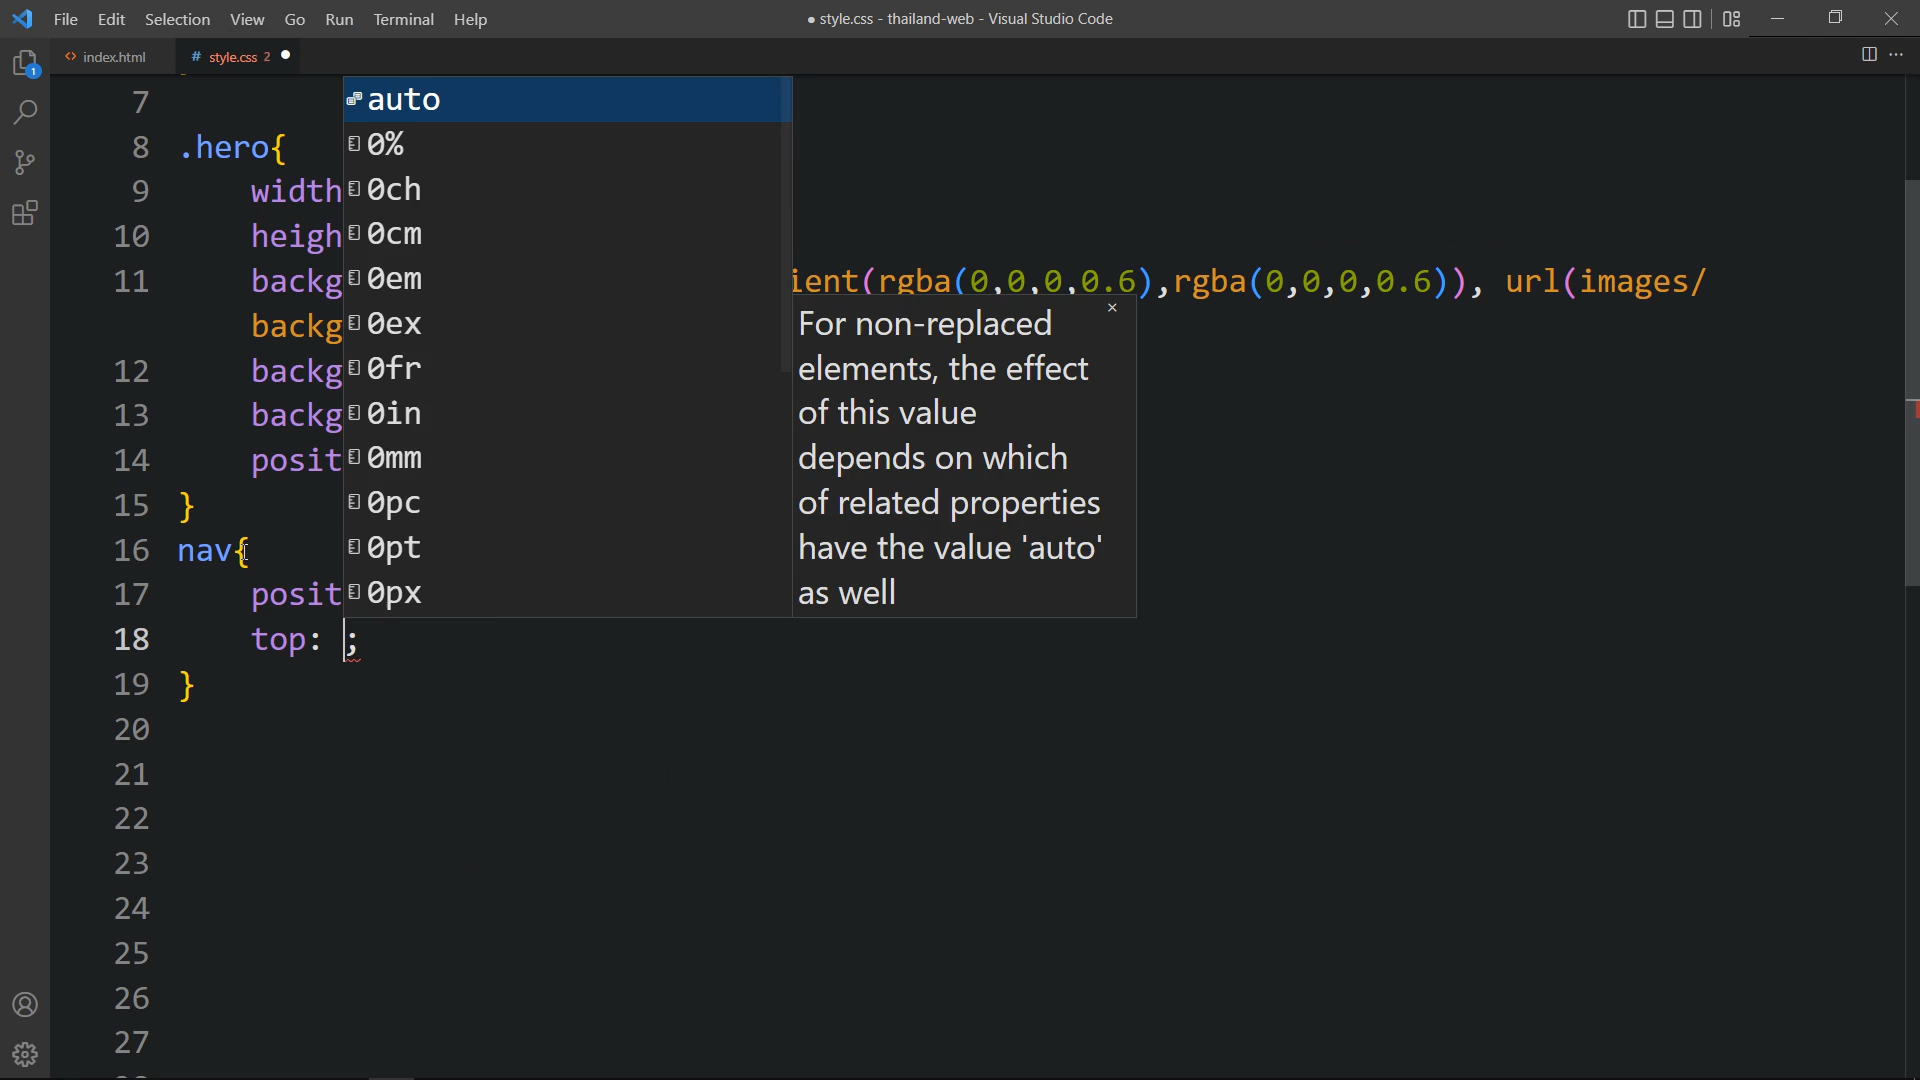 File Edit Selection View Go Run Terminal Help
● style.css - thailand-web - Visual Studio Code
<> index.html
# style.css 2 ●
1
7
8 .hero{
9 width
10 heigh
11 backg ient(rgba(0,0,0,0.6),rgba(0,0,0,0.6)), url(images/
backg
12 backg
13 backg
14 posit
15 }
16 nav{
17 posit
18 top: ;
19 }
20
21
22
23
24
25
26
27
auto
0%
0ch
0cm
0em
0ex
0fr
0in
0mm
0pc
0pt
0px
For non-replaced
elements, the effect
of this value
depends on which
of related properties
have the value 'auto'
as well